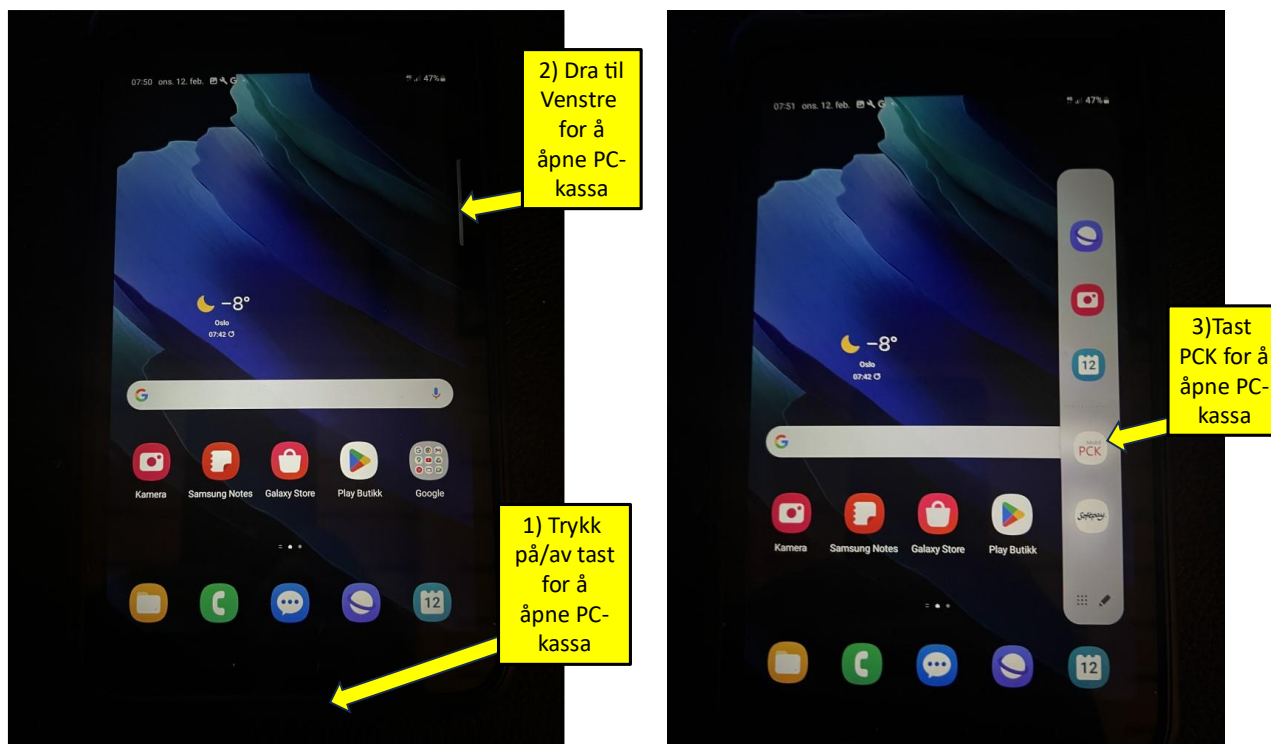 07:50 ons. 12. feb.
47%
2) Dra til
Venstre
for å
åpne PC-
kassa
-8°
Oslo
07:42
Kamera
Samsung Notes
Galaxy Store
Play Butikk
Google
1) Trykk
på/av tast
for å
åpne PC-
kassa
12
07:51 ons. 12. feb.
47%
12
3)Tast
PCK for å
åpne PC-
kassa
-8°
Oslo
07:42
Mobil
PCK
Softpay
Kamera
Samsung Notes
Galaxy Store
Play Butikk
12